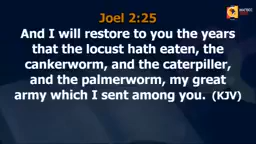 Joel 2:25
And I will restore to you the years
that the locust hath eaten, the
cankerworm, and the caterpiller,
and the palmerworm, my great
army which I sent among you. (KJV)